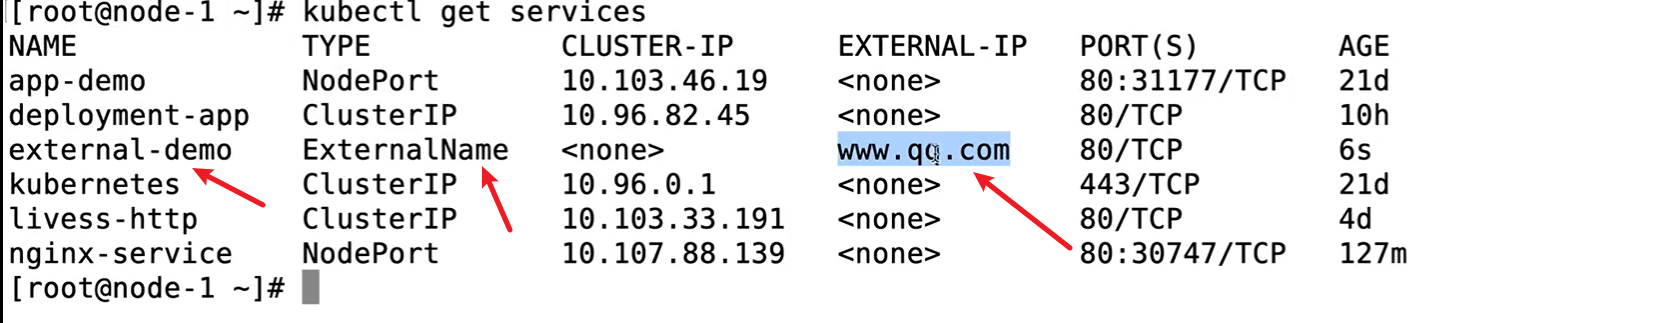 [root@node-1 ~]# kubectl get services
NAME TYPE CLUSTER-IP EXTERNAL-IP PORT(S) AGE
app-demo NodePort 10.103.46.19 <none> 80:31177/TCP 21d
deployment-app ClusterIP 10.96.82.45 <none> 80/TCP 10h
external-demo ExternalName <none> www.qq.com 80/TCP 6s
kubernetes ClusterIP 10.96.0.1 <none> 443/TCP 21d
livess-http ClusterIP 10.103.33.191 <none> 80/TCP 4d
nginx-service NodePort 10.107.88.139 <none> 80:30747/TCP 127m
[root@node-1 ~]#